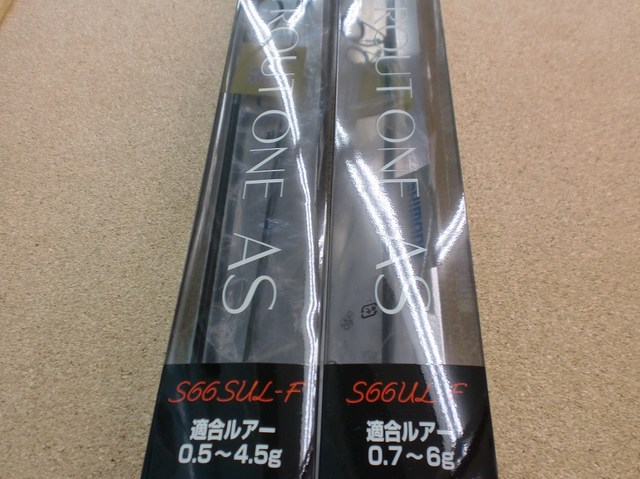 ROUT ONE AS
S66SUL-F
適合ルアー
0.5～4.5g
TROUT ONE AS
S66UL-F
適合ルアー
0.7～6g